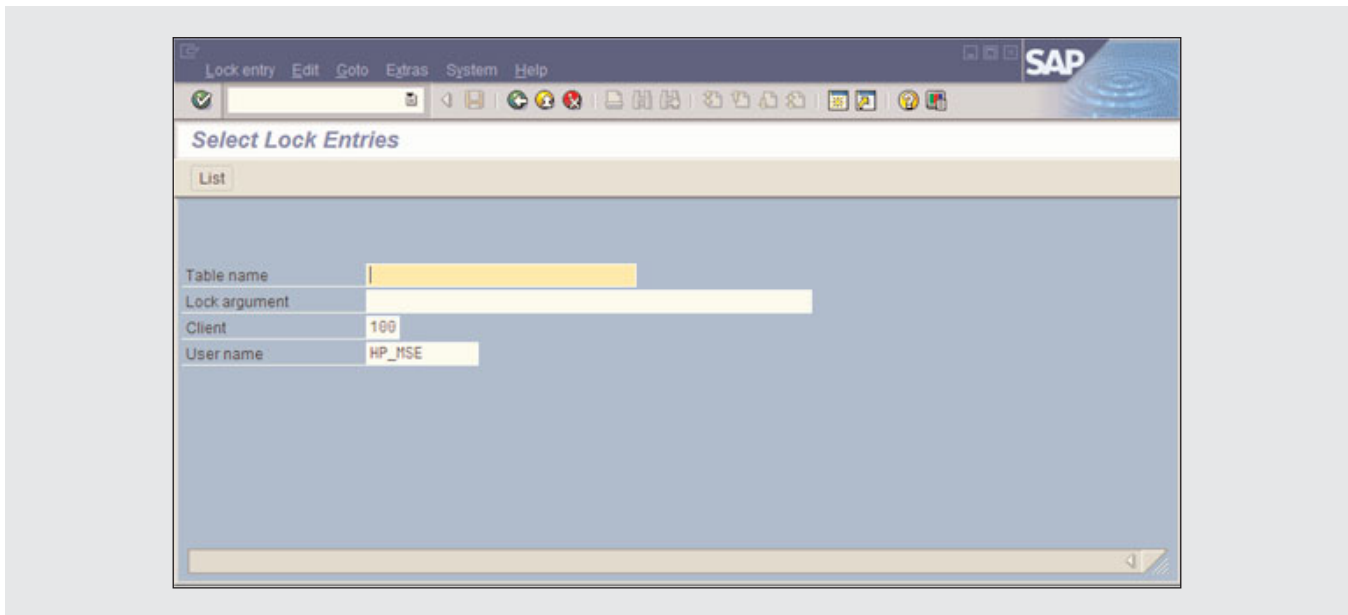 Lock entry Edit Goto Extras System Help
SAP
Select Lock Entries
List
Table name
Lock argument
Client 100
User name HP_MSE